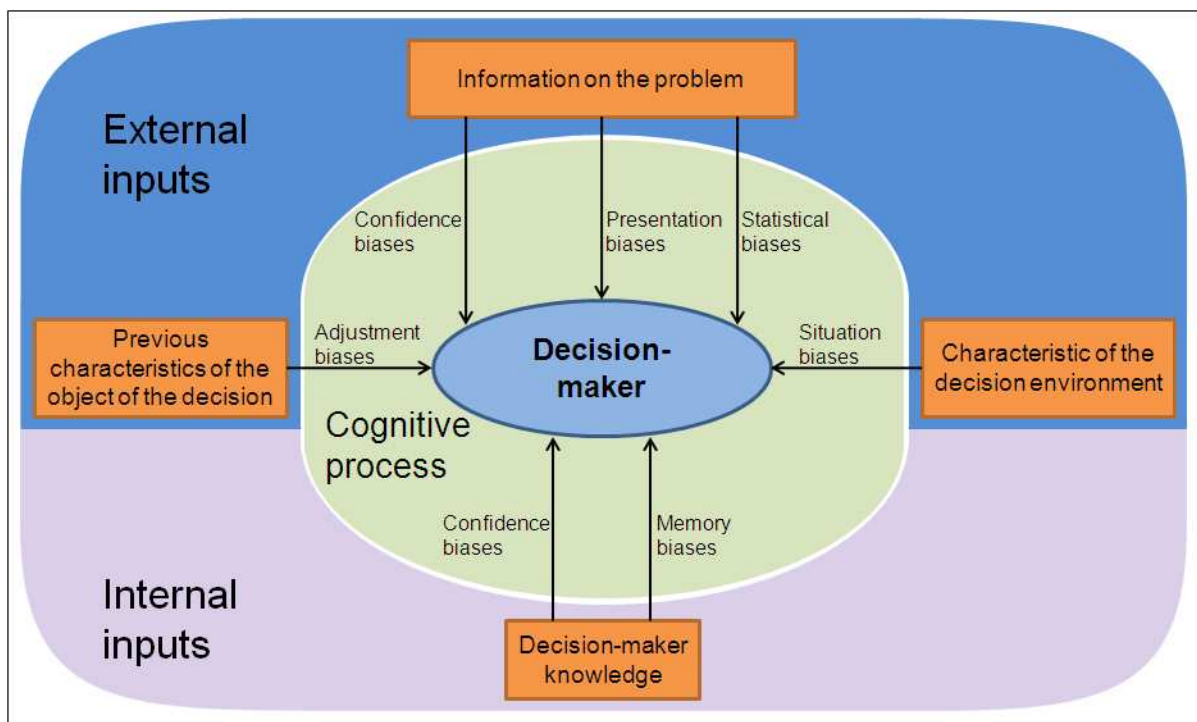 Information on the problem
External
inputs
Confidence
biases
Presentation
biases
Statistical
biases
Previous
characteristics of the
object of the decision
Adjustment
biases
Decision-
maker
Situation
biases
Characteristic of the
decision environment
Cognitive
process
Confidence
biases
Memory
biases
Internal
inputs
Decision-maker
knowledge